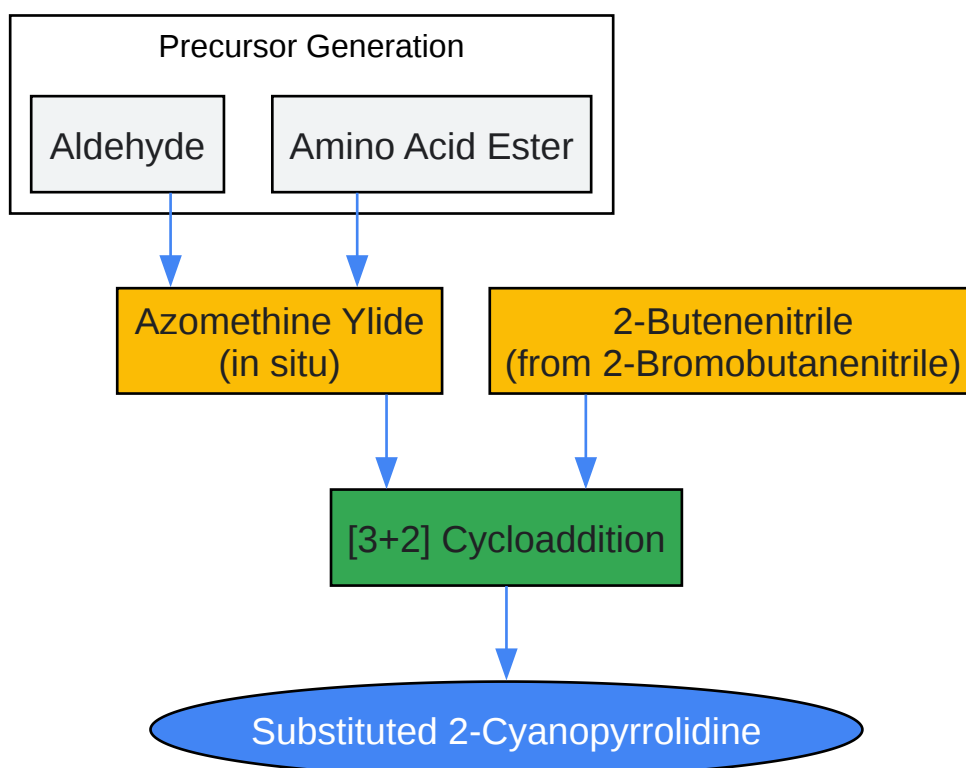 Precursor Generation
Aldehyde
Amino Acid Ester
Azomethine Ylide
(in situ)
2-Butenenitrile
(from 2-Bromobutanenitrile)
[3+2] Cycloaddition
Substituted 2-Cyanopyrrolidine